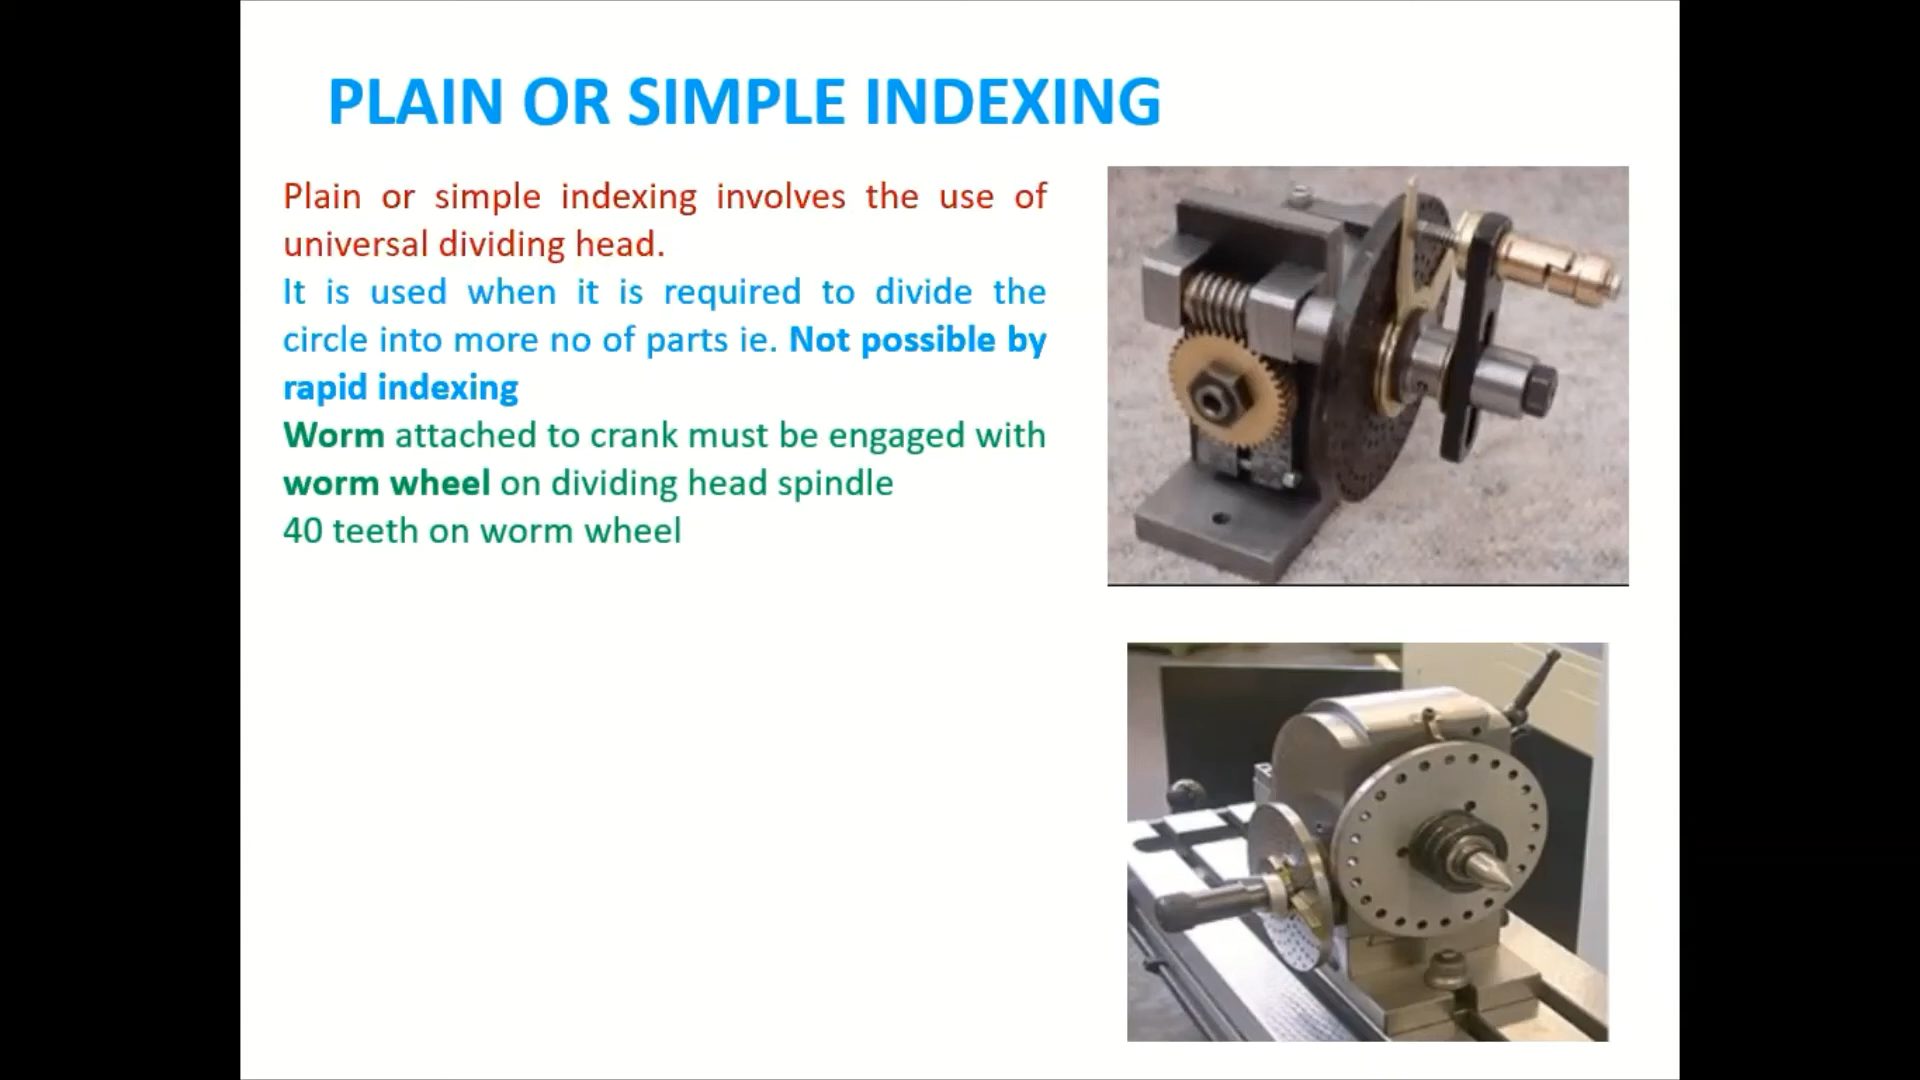 PLAIN OR SIMPLE INDEXING
Plain or simple indexing involves the use of
universal dividing head.
It is used when it is required to divide the
circle into more no of parts ie. Not possible by
rapid indexing
Worm attached to crank must be engaged with
worm wheel on dividing head spindle
40 teeth on worm wheel